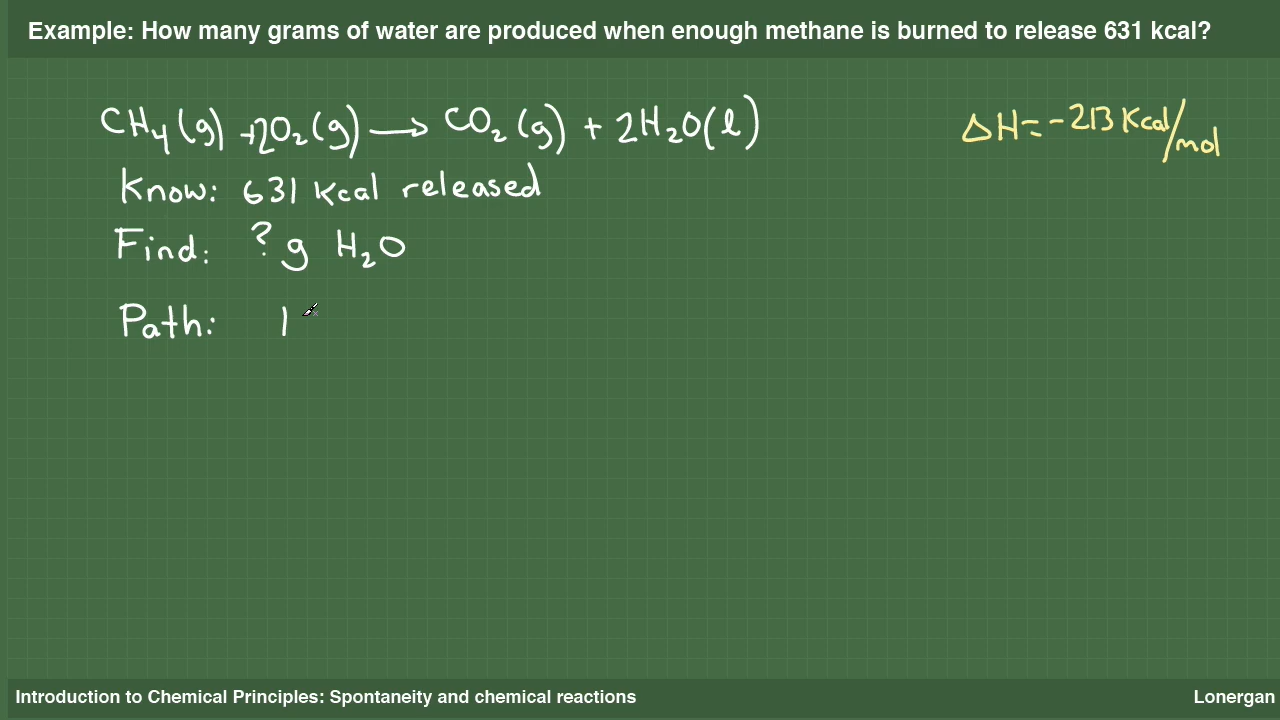 Example: How many grams of water are produced when enough methane is burned to release 631 kcal?
CH₄(g) + 2O₂(g) → CO₂(g) + 2H₂O(l) ΔH = -213 Kcal/mol
Know: 631 Kcal released
Find: ? g H₂O
Path: 1
Introduction to Chemical Principles: Spontaneity and chemical reactions Lonergan